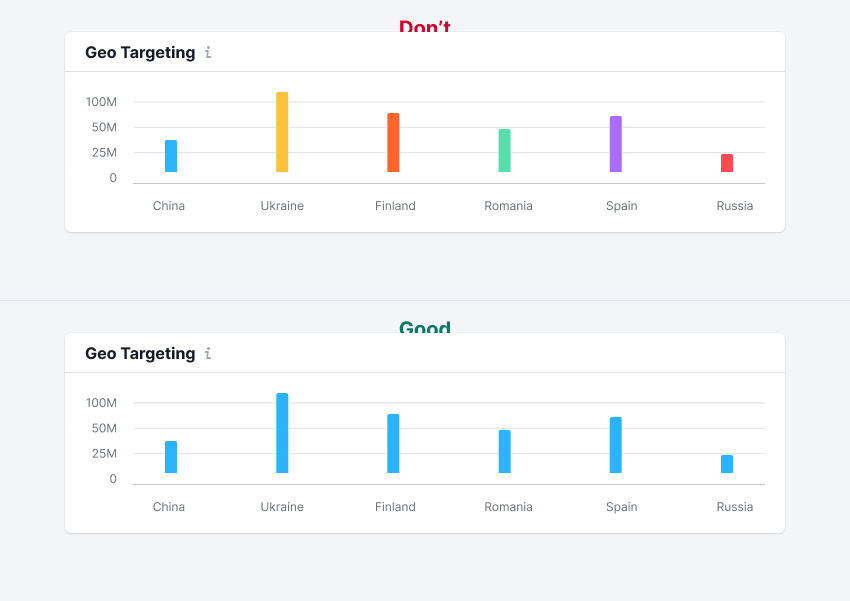 Don't
Geo Targeting i
100M
50M
25M
0
China Ukraine Finland Romania Spain Russia
Good
Geo Targeting i
100M
50M
25M
0
China Ukraine Finland Romania Spain Russia